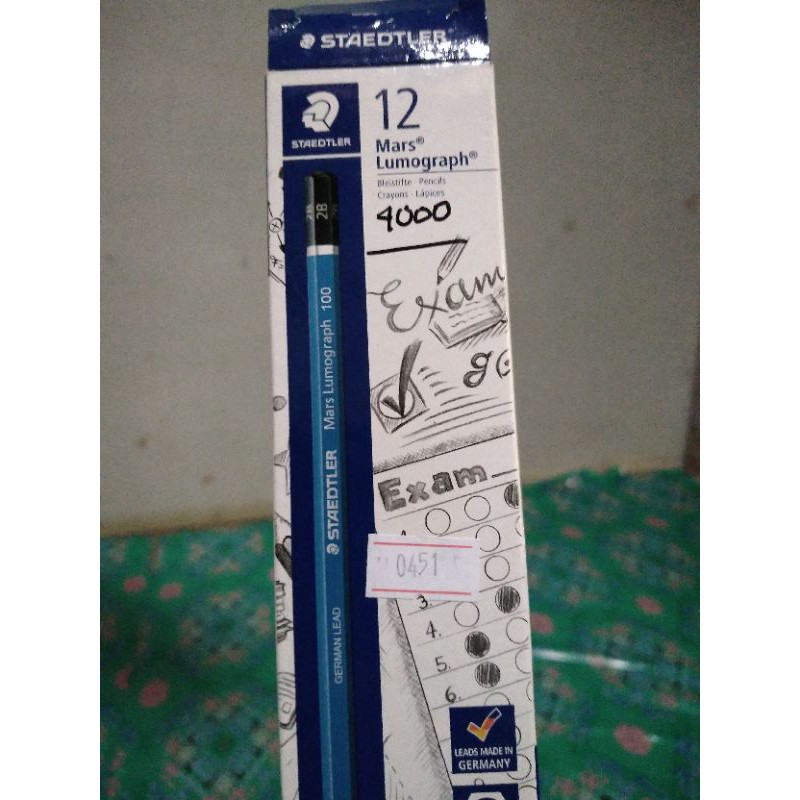 STAEDTLER
STAEDTLER
12
Mars®
Lumograph®
Bleistifte · Pencils
Crayons · Lápices
4000
2B
STAEDTLER Mars Lumograph 100
GERMAN LEAD
Exam
Exam
0451
3.
4.
5.
6.
LEADS MADE IN
GERMANY